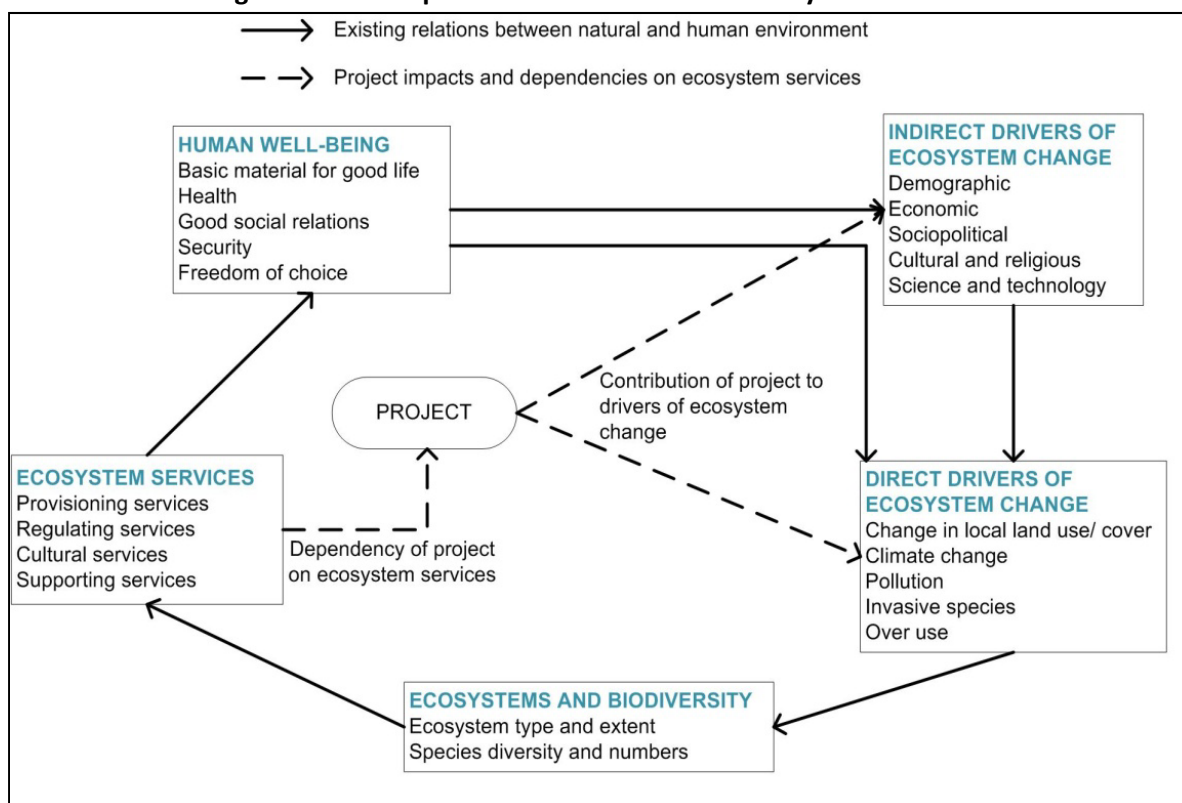 Existing relations between natural and human environment
Project impacts and dependencies on ecosystem services
HUMAN WELL-BEING
Basic material for good life
Health
Good social relations
Security
Freedom of choice
INDIRECT DRIVERS OF
ECOSYSTEM CHANGE
Demographic
Economic
Sociopolitical
Cultural and religious
Science and technology
PROJECT
Contribution of project to
drivers of ecosystem
change
ECOSYSTEM SERVICES
Provisioning services
Regulating services
Cultural services
Supporting services
Dependency of project
on ecosystem services
DIRECT DRIVERS OF
ECOSYSTEM CHANGE
Change in local land use/ cover
Climate change
Pollution
Invasive species
Over use
ECOSYSTEMS AND BIODIVERSITY
Ecosystem type and extent
Species diversity and numbers